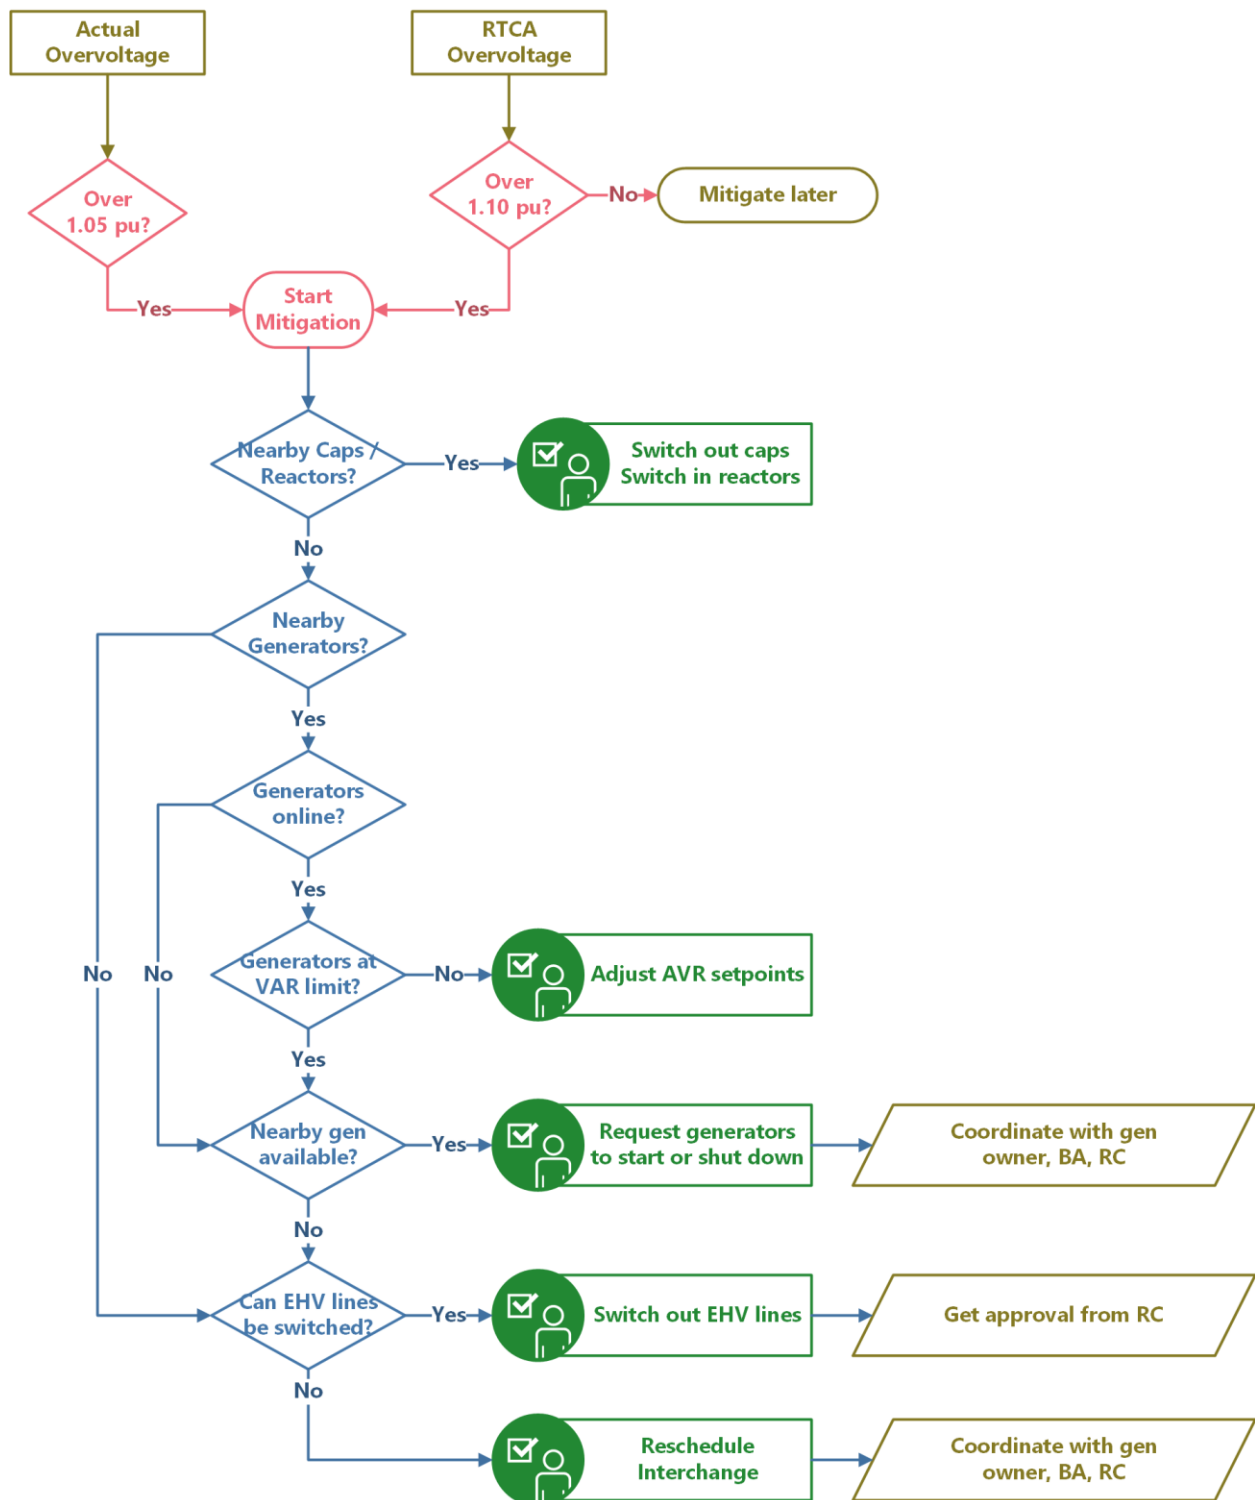 Actual
Overvoltage
RTCA
Overvoltage
Over
1.05 pu?
Over
1.10 pu?
No
Mitigate later
Yes
Start
Mitigation
Yes
Nearby Caps /
Reactors?
Yes
Switch out caps
Switch in reactors
No
Nearby
Generators?
Yes
Generators
online?
Yes
No
No
Generators at
VAR limit?
No
Adjust AVR setpoints
Yes
Nearby gen
available?
Yes
Request generators
to start or shut down
Coordinate with gen
owner, BA, RC
No
Can EHV lines
be switched?
Yes
Switch out EHV lines
Get approval from RC
No
Reschedule
Interchange
Coordinate with gen
owner, BA, RC